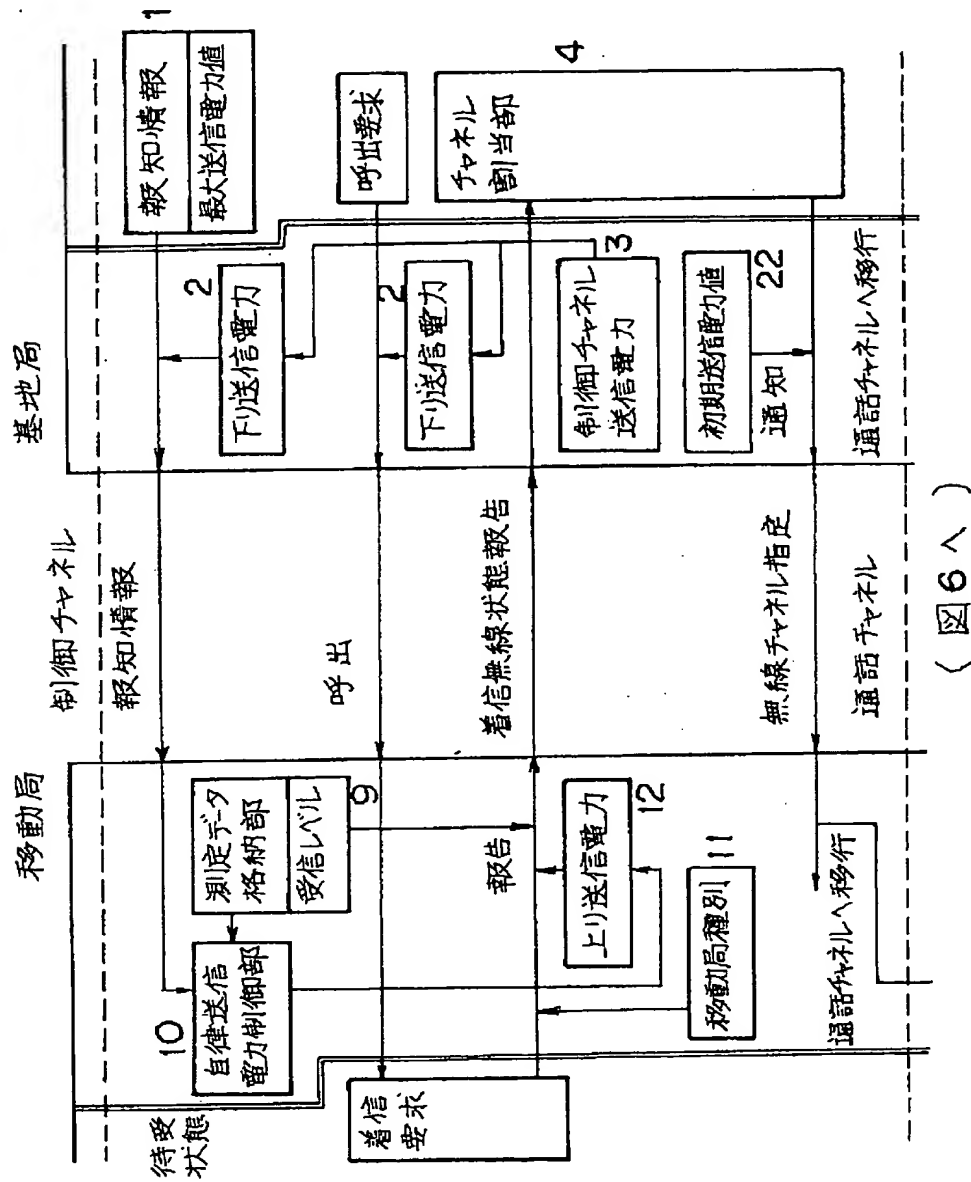 移動局
制御チャネル
基地局
待受
状態
報知情報
報知情報
1
最大送信電力値
2
下り送信電力
10
自律送信
電力制御部
測定データ
格納部
受信レベル
9
呼出
呼出要求
2
下り送信電力
着信
要求
報告
着信無線状態報告
チャネル
割当部
4
上り送信電力
12
制御チャネル
送信電力
3
移動局種別
11
初期送信電力値
22
通知
無線チャネル指定
通話チャネルへ移行
通話チャネル
通話チャネルへ移行
(図6へ)